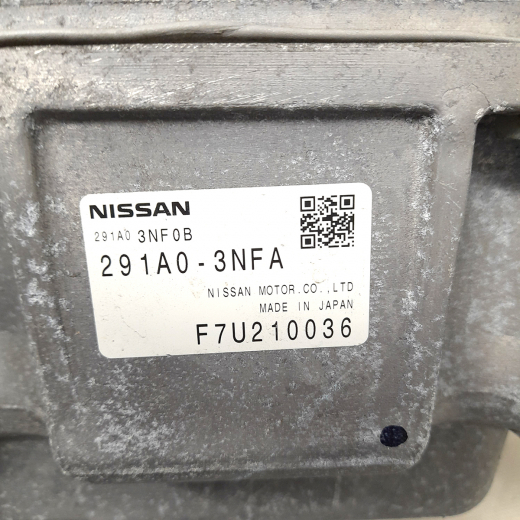 NISSAN
291A0 3NF0B
291A0-3NFA
NISSAN MOTOR.CO.,LTD
MADE IN JAPAN
F7U210036